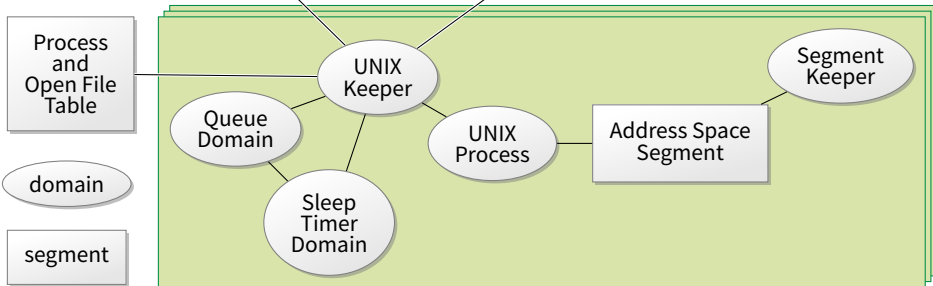 Process
and
Open File
Table
UNIX
Keeper
Segment
Keeper
Queue
Domain
UNIX
Process
Address Space
Segment
domain
Sleep
Timer
Domain
segment